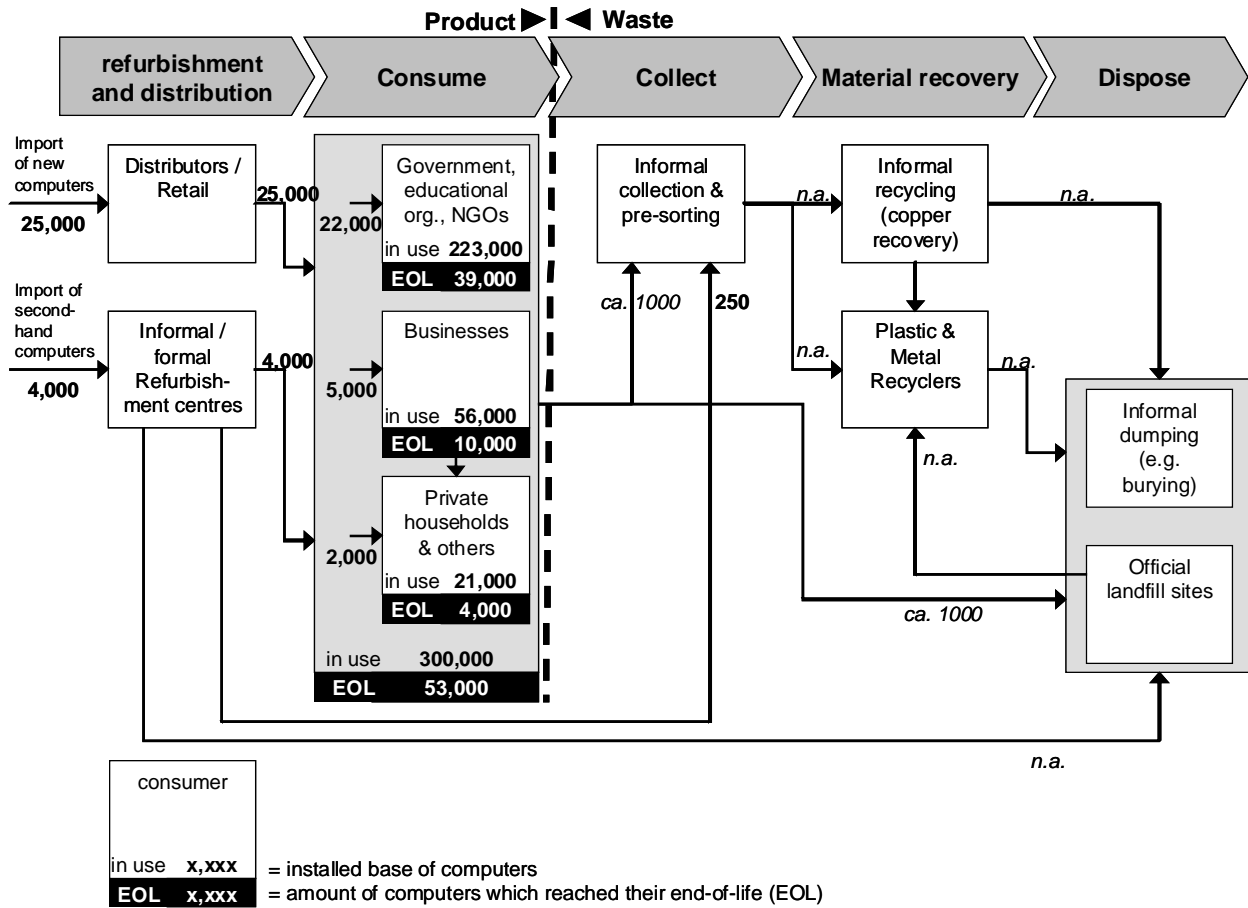 Product
Waste
refurbishment
and distribution
Consume
Collect
Material recovery
Dispose
Import
of new
computers
25,000
Distributors /
Retail
25,000
Import of
second-
hand
computers
4,000
Informal /
formal
Refurbish-
ment centres
4,000
22,000
Government,
educational
org., NGOs
in use 223,000
EOL 39,000
5,000
Businesses
in use 56,000
EOL 10,000
2,000
Private
households
& others
in use 21,000
EOL 4,000
in use 300,000
EOL 53,000
Informal
collection &
pre-sorting
ca. 1000
250
n.a.
n.a.
Informal
recycling
(copper
recovery)
n.a.
Plastic &
Metal
Recyclers
n.a.
n.a.
Informal
dumping
(e.g.
burying)
Official
landfill sites
ca. 1000
n.a.
consumer
in use x,xxx = installed base of computers
EOL x,xxx = amount of computers which reached their end-of-life (EOL)